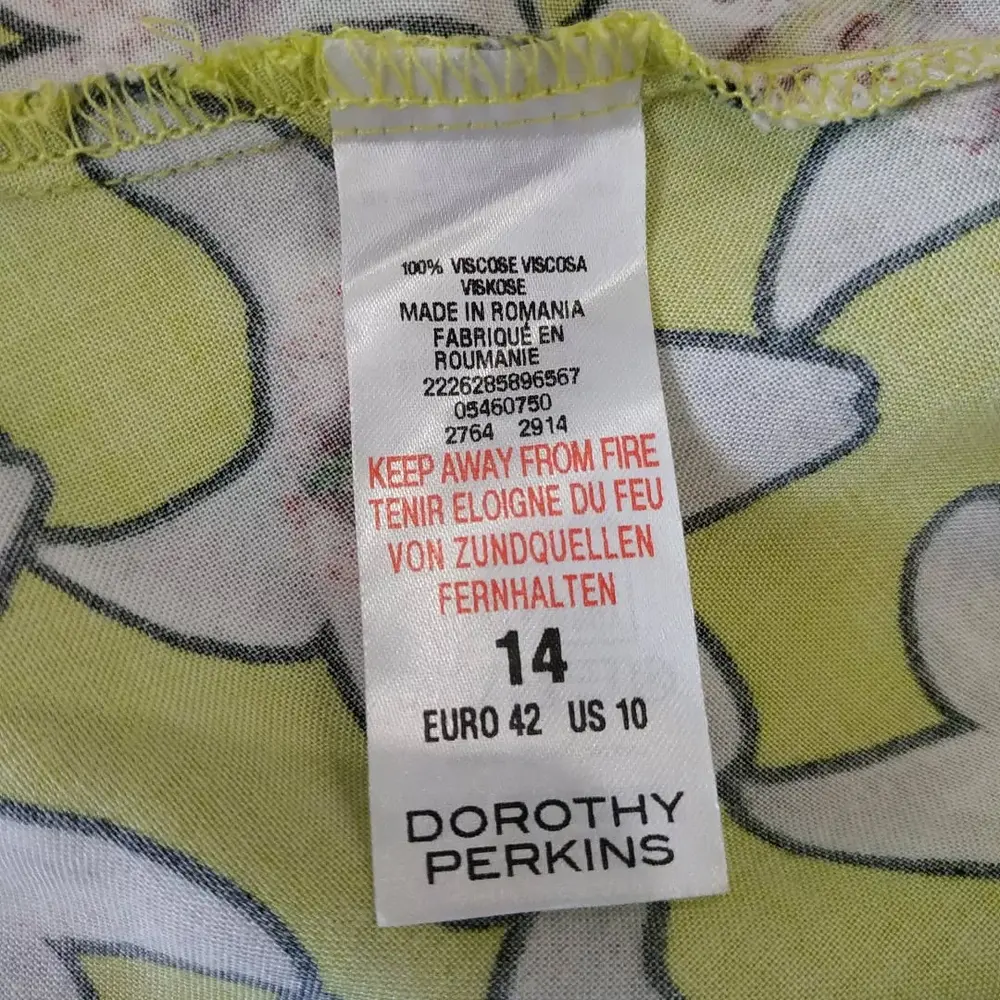 100% VISCOSE VISCOSA
VISKOSE
MADE IN ROMANIA
FABRIQUÉ EN
ROUMANIE
2226285896567
05460750
2764 2914
KEEP AWAY FROM FIRE
TENIR ELOIGNE DU FEU
VON ZUNDQUELLEN
FERNHALTEN
14
EURO 42 US 10
DOROTHY
PERKINS